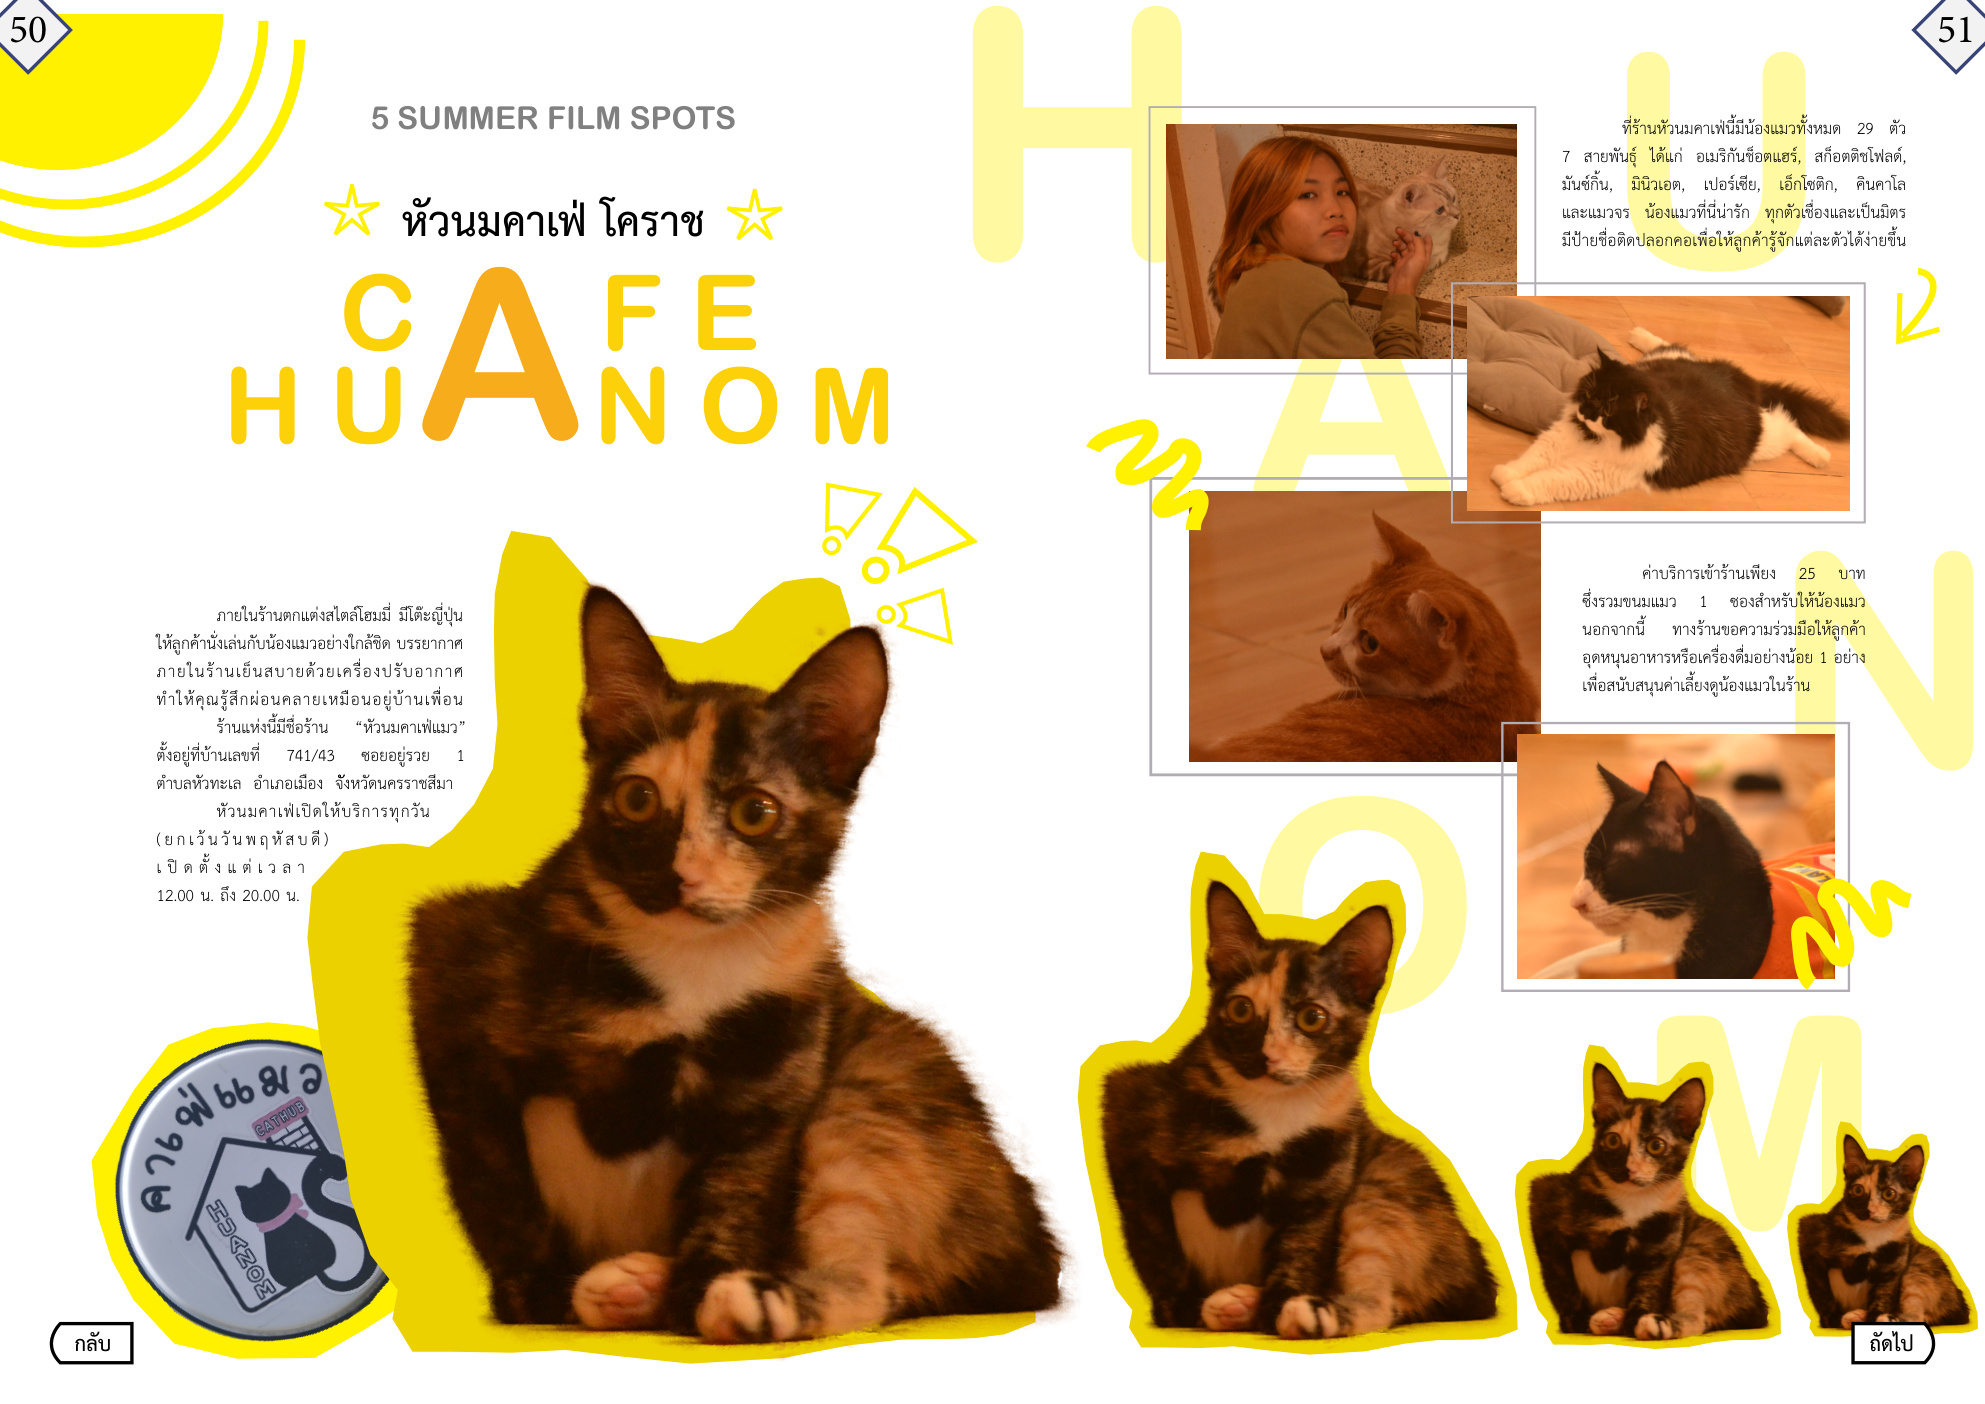 50
51
5 SUMMER FILM SPOTS
หัวนมคาเฟ่ โคราช
CAFE
HUANOM
ภายในร้านตกแต่งสไตล์โฮมมี่ มีโต๊ะญี่ปุ่น
ให้ลูกค้านั่งเล่นกับน้องแมวอย่างใกล้ชิด บรรยากาศ
ภายในร้านเย็นสบายด้วยเครื่องปรับอากาศ
ทำให้คุณรู้สึกผ่อนคลายเหมือนอยู่บ้านเพื่อน
ร้านแห่งนี้มีชื่อร้าน “หัวนมคาเฟ่แมว”
ตั้งอยู่ที่บ้านเลขที่ 741/43 ซอยอยู่รวย 1
ตำบลหัวทะเล อำเภอเมือง จังหวัดนครราชสีมา
หัวนมคาเฟ่เปิดให้บริการทุกวัน
(ยกเว้นวันพฤหัสบดี)
เปิดตั้งแต่เวลา
12.00 น. ถึง 20.00 น.
คาเฟ่แมว
CATHUB
HUANOM
กลับ
H U A N O M
ที่ร้านหัวนมคาเฟ่นี้มีน้องแมวทั้งหมด 29 ตัว
7 สายพันธุ์ ได้แก่ อเมริกันช็อตแฮร์, สก็อตติชโฟลด์,
มันช์กิ้น, มินิวเอต, เปอร์เซีย, เอ็กโซติก, คินคาโล
และแมวจร น้องแมวที่นี่น่ารัก ทุกตัวเชื่องและเป็นมิตร
มีป้ายชื่อติดปลอกคอเพื่อให้ลูกค้ารู้จักแต่ละตัวได้ง่ายขึ้น
ค่าบริการเข้าร้านเพียง 25 บาท
ซึ่งรวมขนมแมว 1 ซองสำหรับให้น้องแมว
นอกจากนี้ ทางร้านขอความร่วมมือให้ลูกค้า
อุดหนุนอาหารหรือเครื่องดื่มอย่างน้อย 1 อย่าง
เพื่อสนับสนุนค่าเลี้ยงดูน้องแมวในร้าน
ถัดไป